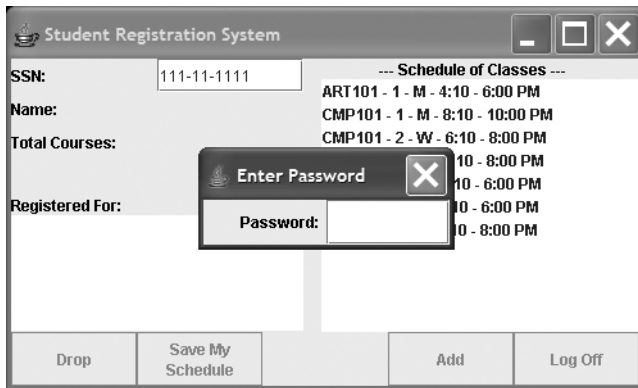 Student Registration System
SSN:
111-11-1111
Name:
Total Courses:
Registered For:
--- Schedule of Classes ---
ART101 - 1 - M - 4:10 - 6:00 PM
CMP101 - 1 - M - 8:10 - 10:00 PM
CMP101 - 2 - W - 6:10 - 8:00 PM
:10 - 8:00 PM
10 - 6:00 PM
10 - 6:00 PM
:10 - 8:00 PM
Enter Password
Password:
Drop
Save My
Schedule
Add
Log Off